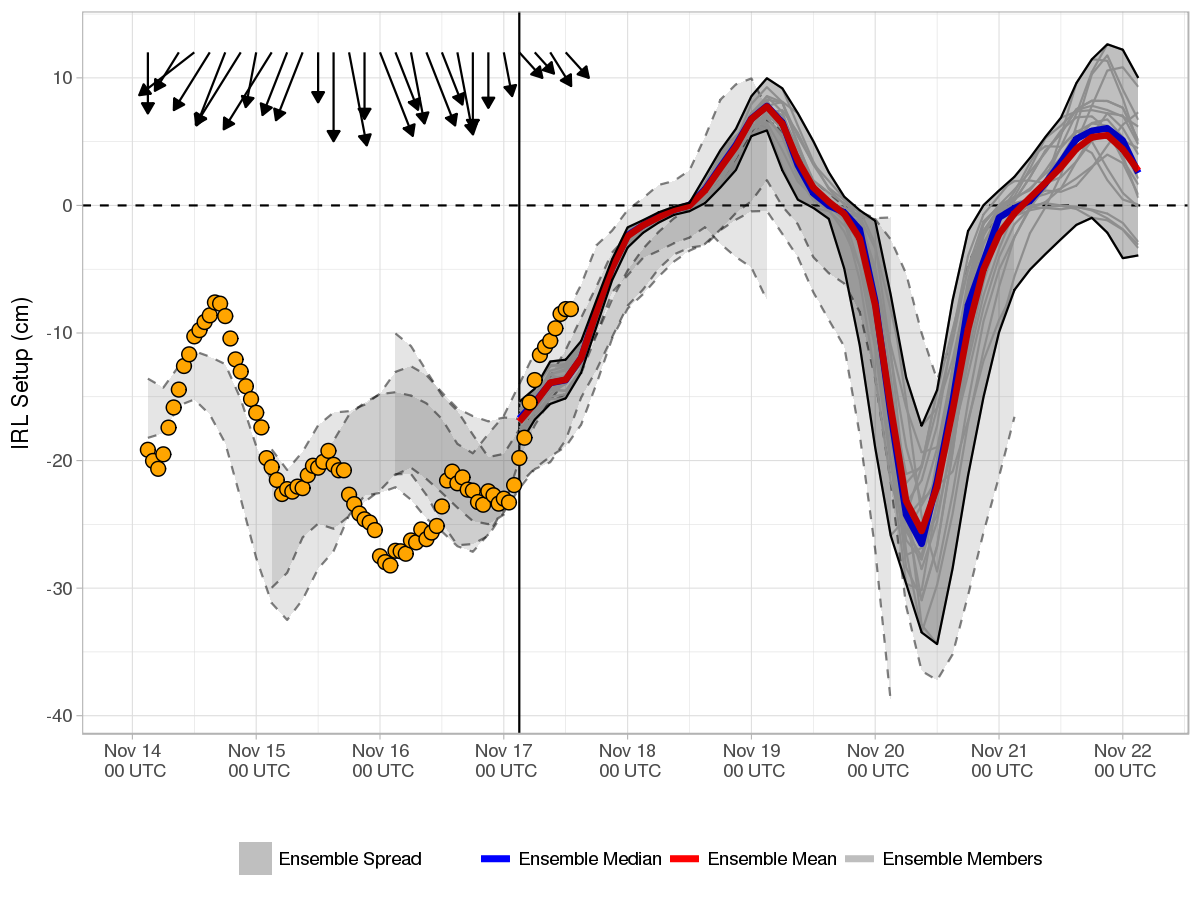 IRL Setup (cm)
10
0
-10
-20
-30
-40
Nov 14 Nov 15 Nov 16 Nov 17 Nov 18 Nov 19 Nov 20 Nov 21 Nov 22
00 UTC 00 UTC 00 UTC 00 UTC 00 UTC 00 UTC 00 UTC 00 UTC 00 UTC
Ensemble Spread Ensemble Median Ensemble Mean Ensemble Members